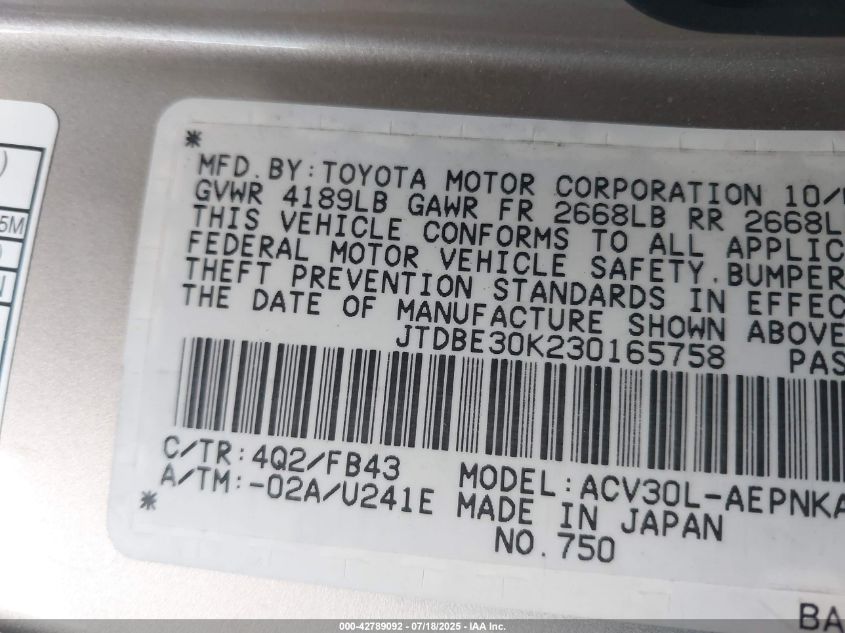 *
MFD. BY: TOYOTA MOTOR CORPORATION 10/
GVWR 4189LB GAWR FR 2668LB RR 2668L
THIS VEHICLE CONFORMS TO ALL APPLIC
FEDERAL MOTOR VEHICLE SAFETY, BUMPER
THEFT PREVENTION STANDARDS IN EFFEC
THE DATE OF MANUFACTURE SHOWN ABOVE
JTDBE30K230165758 PAS
C/TR: 4Q2/FB43 MODEL: ACV30L-AEPNKA
A/TM:-02A/U241E MADE IN JAPAN
* NO. 750
BA
5M
000-42789092 - 07/18/2025 - IAA Inc.